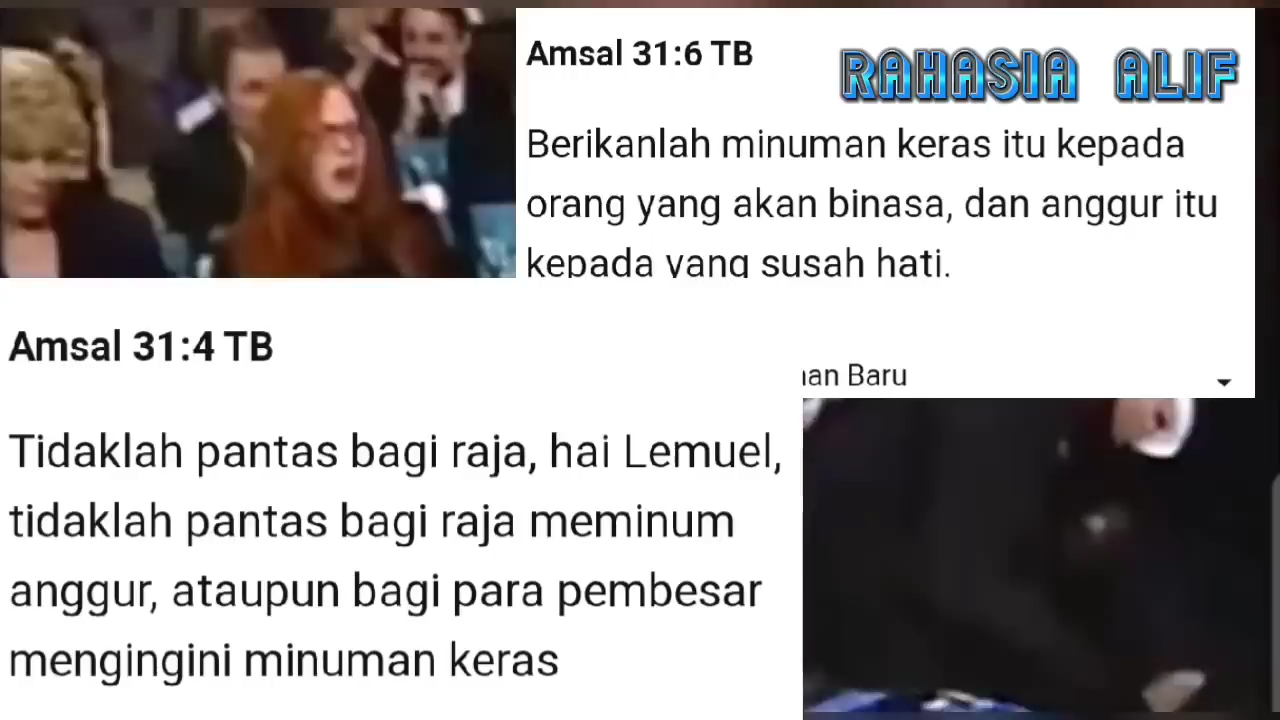 Amsal 31:6 TB
RAHASIA ALIF
Berikanlah minuman keras itu kepada
orang yang akan binasa, dan anggur itu
kepada yang susah hati.
Amsal 31:4 TB
Baru
Tidaklah pantas bagi raja, hai Lemuel,
tidaklah pantas bagi raja meminum
anggur, ataupun bagi para pembesar
mengingini minuman keras